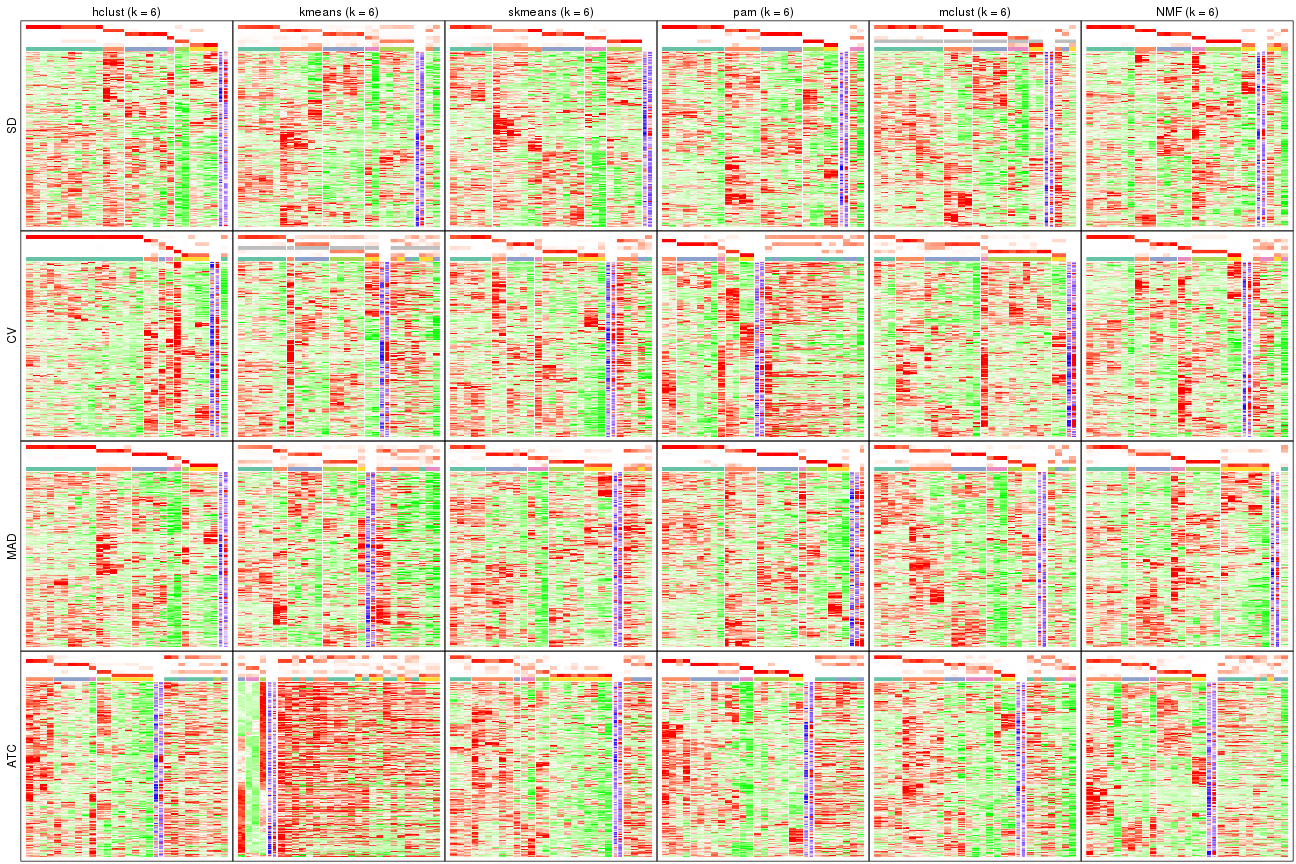 hclust (k = 6)
kmeans (k = 6)
skmeans (k = 6)
pam (k = 6)
mclust (k = 6)
NMF (k = 6)
SD
CV
MAD
ATC